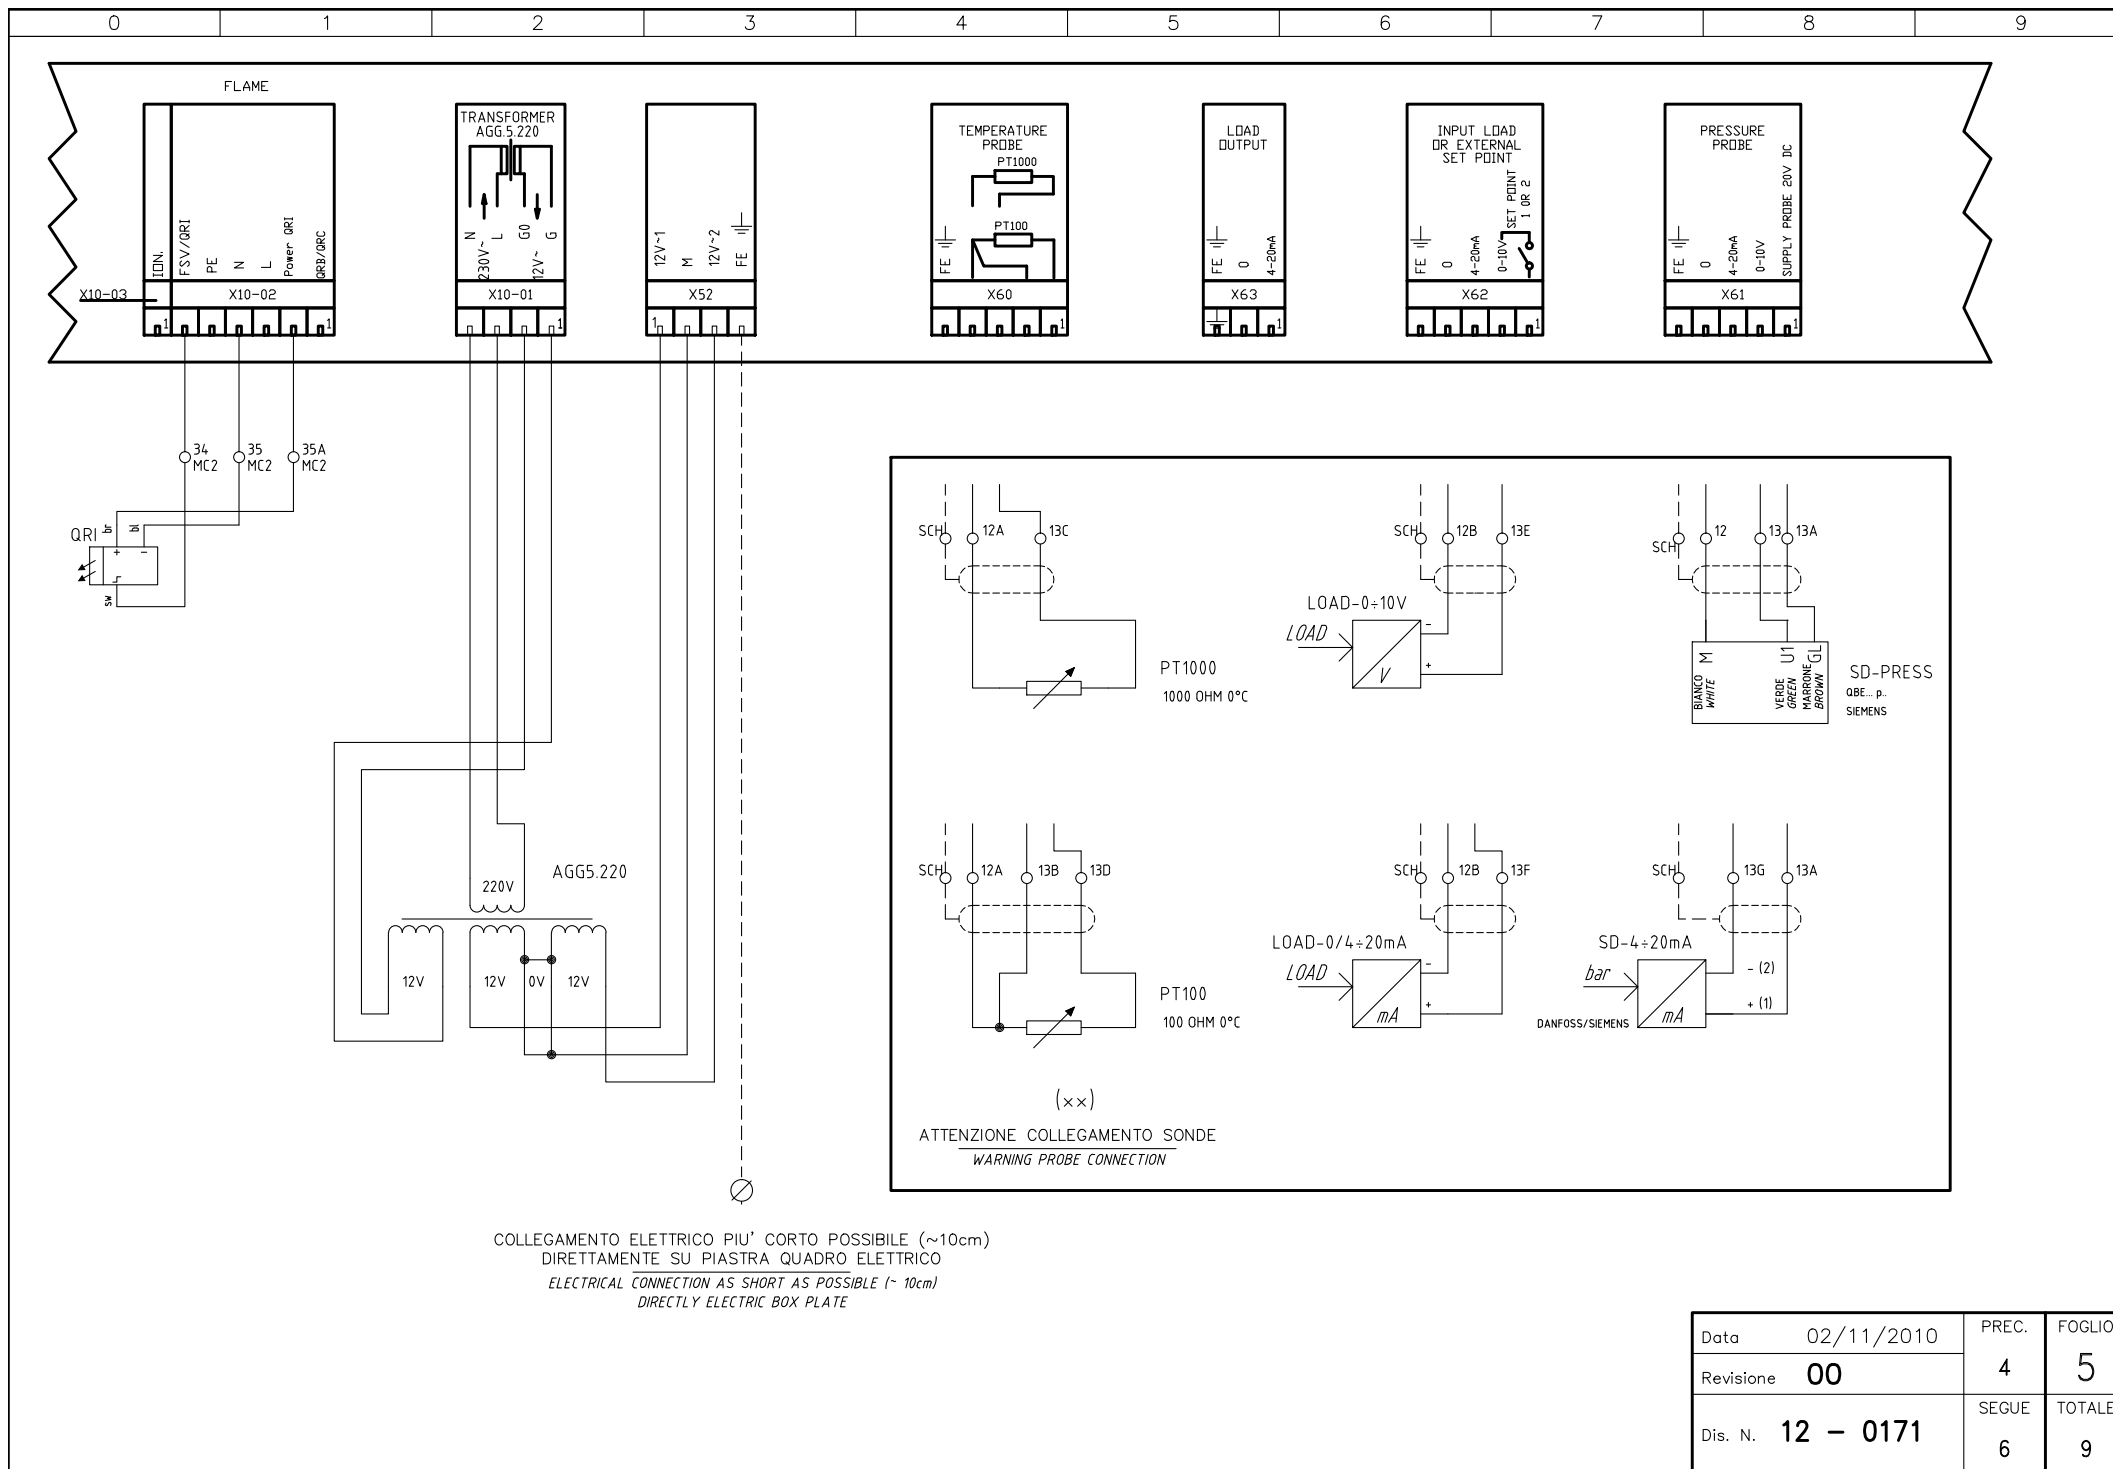 0 1 2 3 4 5 6 7 8 9
FLAME
ION.
FSV/QRI
PE
N
L
Power QRI
QRB/QRC
X10-03
X10-02
1
1
TRANSFORMER
AGG.5.220
N
230V~
L
G0
12V~
G
X10-01
1
12V~1
M
12V~2
FE
X52
1
TEMPERATURE
PROBE
PT1000
PT100
FE
X60
1
LOAD
OUTPUT
FE
0
4-20mA
X63
1
INPUT LOAD
OR EXTERNAL
SET POINT
FE
0
4-20mA
0-10V
SET POINT
1 OR 2
X62
1
PRESSURE
PROBE
FE
0
4-20mA
0-10V
SUPPLY PROBE 20V DC
X61
1
34
MC2
35
MC2
35A
MC2
QRI
br
bl
+ -
sw
SCH 12A 13C
PT1000
1000 OHM 0°C
SCH 12B 13E
LOAD-0÷10V
LOAD
-
+
V
SCH 12 13 13A
BIANCO
WHITE
M
VERDE
GREEN
U1
MARRONE
BROWN
GL
SD-PRESS
QBE... p..
SIEMENS
220V
AGG5.220
12V 12V 0V 12V
SCH 12A 13B 13D
PT100
100 OHM 0°C
SCH 12B 13F
LOAD-0/4÷20mA
LOAD
-
+
mA
SCH 13G 13A
SD-4÷20mA
bar
- (2)
+ (1)
mA
DANFOSS/SIEMENS
(xx)
ATTENZIONE COLLEGAMENTO SONDE
WARNING PROBE CONNECTION
COLLEGAMENTO ELETTRICO PIU' CORTO POSSIBILE (~10cm)
DIRETTAMENTE SU PIASTRA QUADRO ELETTRICO
ELECTRICAL CONNECTION AS SHORT AS POSSIBLE (~ 10cm)
DIRECTLY ELECTRIC BOX PLATE
Data 02/11/2010
Revisione 00
Dis. N. 12 - 0171
PREC.
4
FOGLIO
5
SEGUE
6
TOTALE
9